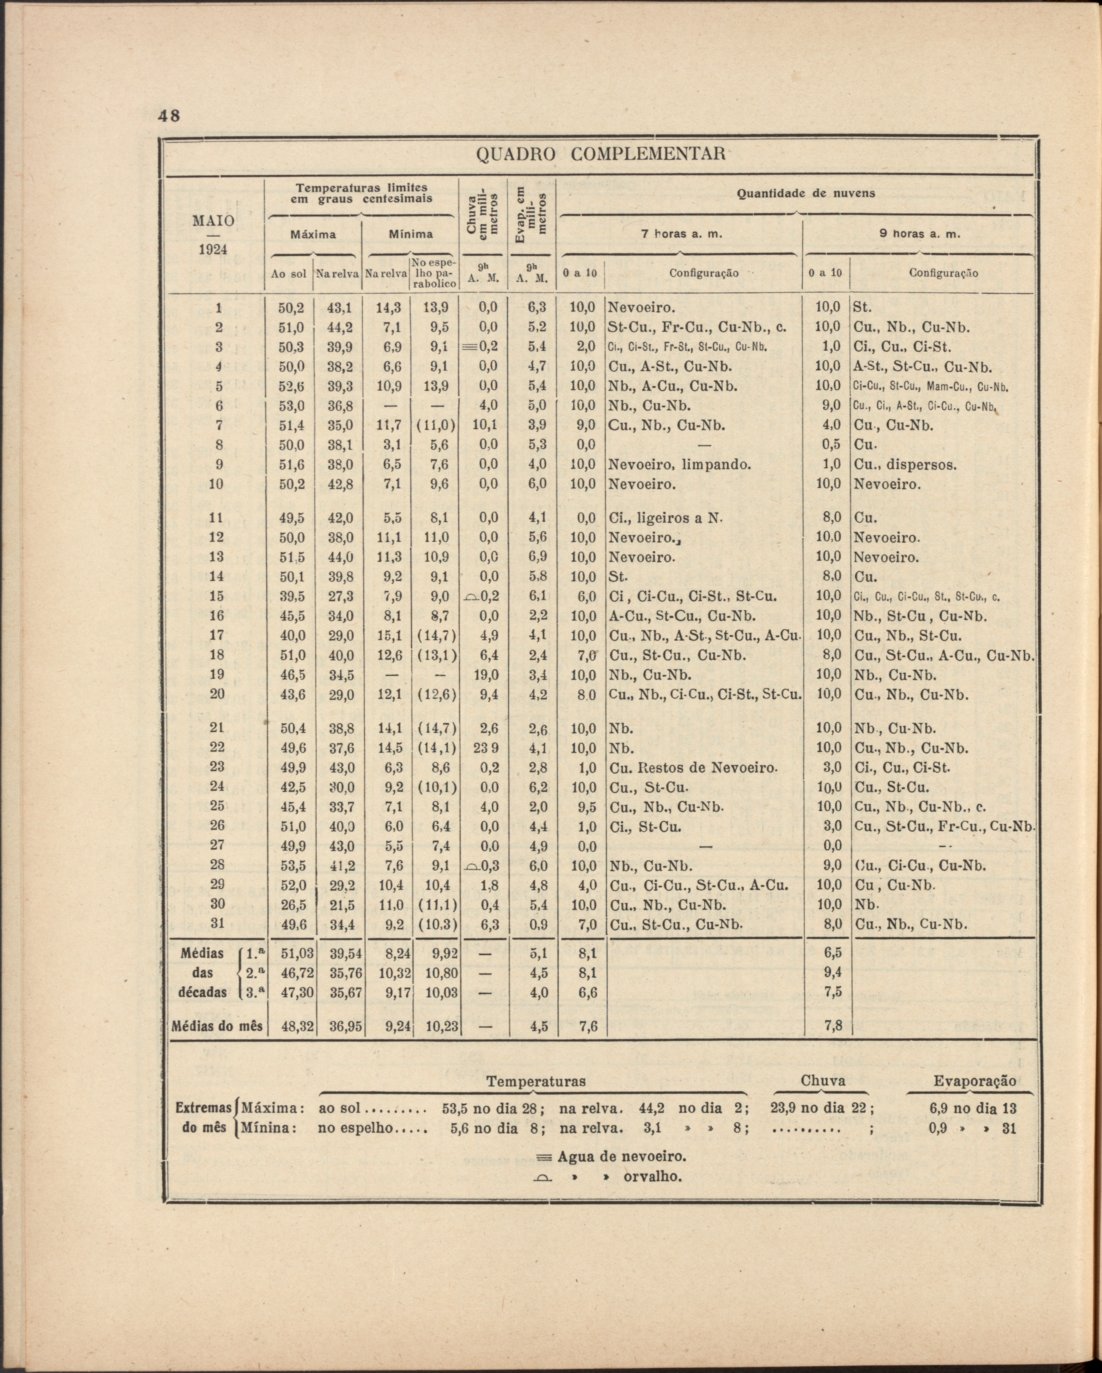 48
QUADRO COMPLEMENTAR
MAIO
—
1924
Temperaturas limites
em graus centesimais
Chuva
em mili-
metros
Evap. em
mili-
metros
Quantidade de nuvens
Máxima Mínima 7 horas a. m. 9 horas a. m.
Ao sol Na relva Na relva No espe-
lho pa-
rabolico
9h
A. M.
9h
A. M.
0 a 10 Configuração 0 a 10 Configuração
1 50,2 43,1 14,3 13,9 0,0 6,3 10,0 Nevoeiro. 10,0 St.
2 51,0 44,2 7,1 9,5 0,0 5,2 10,0 St-Cu., Fr-Cu., Cu-Nb., c. 10,0 Cu., Nb., Cu-Nb.
3 50,3 39,9 6,9 9,1 ≡0,2 5,4 2,0 Ci., Ci-St., Fr-St., St-Cu., Cu-Nb. 1,0 Ci., Cu., Ci-St.
4 50,0 38,2 6,6 9,1 0,0 4,7 10,0 Cu., A-St., Cu-Nb. 10,0 A-St., St-Cu., Cu-Nb.
5 52,6 39,3 10,9 13,9 0,0 5,4 10,0 Nb., A-Cu., Cu-Nb. 10,0 Ci-Cu., St-Cu., Mam-Cu., Cu-Nb.
6 53,0 36,8 — — 4,0 5,0 10,0 Nb., Cu-Nb. 9,0 Cu., Ci., A-St., Ci-Cu., Cu-Nb.
7 51,4 35,0 11,7 (11,0) 10,1 3,9 9,0 Cu., Nb., Cu-Nb. 4,0 Cu., Cu-Nb.
8 50,0 38,1 3,1 5,6 0,0 5,3 0,0 — 0,5 Cu.
9 51,6 38,0 6,5 7,6 0,0 4,0 10,0 Nevoeiro, limpando. 1,0 Cu., dispersos.
10 50,2 42,8 7,1 9,6 0,0 6,0 10,0 Nevoeiro. 10,0 Nevoeiro.
11 49,5 42,0 5,5 8,1 0,0 4,1 0,0 Ci., ligeiros a N. 8,0 Cu.
12 50,0 38,0 11,1 11,0 0,0 5,6 10,0 Nevoeiro. 10.0 Nevoeiro.
13 51,5 44,0 11,3 10,9 0,0 6,9 10,0 Nevoeiro. 10,0 Nevoeiro.
14 50,1 39,8 9,2 9,1 0,0 5.8 10,0 St. 8,0 Cu.
15 39,5 27,3 7,9 9,0 ⌓0,2 6,1 6,0 Ci, Ci-Cu., Ci-St., St-Cu. 10,0 Ci., Cu., Ci-Cu., St., St-Cu., c.
16 45,5 34,0 8,1 8,7 0,0 2,2 10,0 A-Cu., St-Cu., Cu-Nb. 10,0 Nb., St-Cu, Cu-Nb.
17 40,0 29,0 15,1 (14,7) 4,9 4,1 10,0 Cu., Nb., A-St., St-Cu., A-Cu. 10,0 Cu., Nb., St-Cu.
18 51,0 40,0 12,6 (13,1) 6,4 2,4 7,0 Cu., St-Cu., Cu-Nb. 8,0 Cu., St-Cu., A-Cu., Cu-Nb.
19 46,5 34,5 — — 19,0 3,4 10,0 Nb., Cu-Nb. 10,0 Nb., Cu-Nb.
20 43,6 29,0 12,1 (12,6) 9,4 4,2 8 0 Cu., Nb., Ci-Cu., Ci-St., St-Cu. 10,0 Cu., Nb., Cu-Nb.
21 50,4 38,8 14,1 (14,7) 2,6 2,6 10,0 Nb. 10,0 Nb., Cu-Nb.
22 49,6 37,6 14,5 (14,1) 23 9 4,1 10,0 Nb. 10,0 Cu., Nb., Cu-Nb.
23 49,9 43,0 6,3 8,6 0,2 2,8 1,0 Cu. Restos de Nevoeiro. 3,0 Ci., Cu., Ci-St.
24 42,5 30,0 9,2 (10,1) 0.0 6,2 10,0 Cu., St-Cu. 10,0 Cu., St-Cu.
25 45,4 33,7 7,1 8,1 4,0 2,0 9,5 Cu., Nb., Cu-Nb. 10,0 Cu., Nb., Cu-Nb., c.
26 51,0 40,0 6,0 6.4 0,0 4,4 1,0 Ci., St-Cu. 3,0 Cu., St-Cu., Fr-Cu., Cu-Nb.
27 49,9 43,0 5,5 7,4 0,0 4,9 0,0 — 0,0 —
28 53,5 41,2 7,6 9,1 ⌓0,3 6,0 10,0 Nb., Cu-Nb. 9,0 Cu., Ci-Cu., Cu-Nb.
29 52,0 29,2 10,4 10,4 1,8 4,8 4,0 Cu., Ci-Cu., St-Cu., A-Cu. 10,0 Cu, Cu-Nb.
30 26,5 21,5 11,0 (11,1) 0,4 5,4 10,0 Cu., Nb., Cu-Nb. 10,0 Nb.
31 49,6 34,4 9,2 (10.3) 6,3 0.9 7,0 Cu., St-Cu., Cu-Nb. 8,0 Cu., Nb., Cu-Nb.
Médias 1.ª 51,03 39,54 8,24 9,92 — 5,1 8,1 6,5
das 2.ª 46,72 35,76 10,32 10,80 — 4,5 8,1 9,4
décadas 3.ª 47,30 35,67 9,17 10,03 — 4,0 6,6 7,5
Médias do mês 48,32 36,95 9,24 10,23 — 4,5 7,6 7,8
Temperaturas Chuva Evaporação
Extremas Máxima: ao sol......... 53,5 no dia 28; na relva. 44,2 no dia 2; 23,9 no dia 22; 6,9 no dia 13
do mês Mínina: no espelho..... 5,6 no dia 8; na relva. 3,1 » » 8; .......... ; 0,9 » » 31
≡ Agua de nevoeiro.
⌓ » » orvalho.